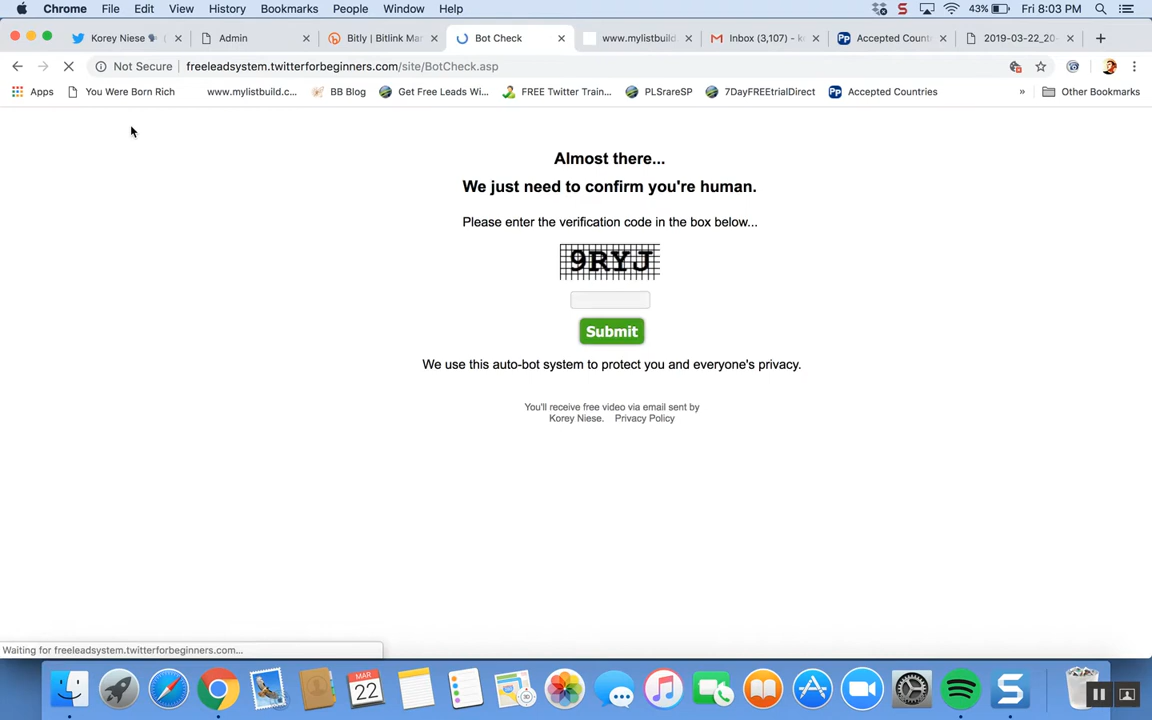 Chrome File Edit View History Bookmarks People Window Help 43% Fri 8:03 PM
Korey Niese Admin Bitly | Bitlink Mar Bot Check www.mylistbuild Inbox (3,107) - k Accepted Count 2019-03-22_20-
Not Secure freeleadsystem.twitterforbeginners.com/site/BotCheck.asp
Apps You Were Born Rich www.mylistbuild.c... BB Blog Get Free Leads Wi... FREE Twitter Train... PLSrareSP 7DayFREEtrialDirect Accepted Countries » Other Bookmarks
Almost there...
We just need to confirm you're human.
Please enter the verification code in the box below...
9RYJ
Submit
We use this auto-bot system to protect you and everyone's privacy.
You'll receive free video via email sent by
Korey Niese. Privacy Policy
Waiting for freeleadsystem.twitterforbeginners.com...
MAR
22